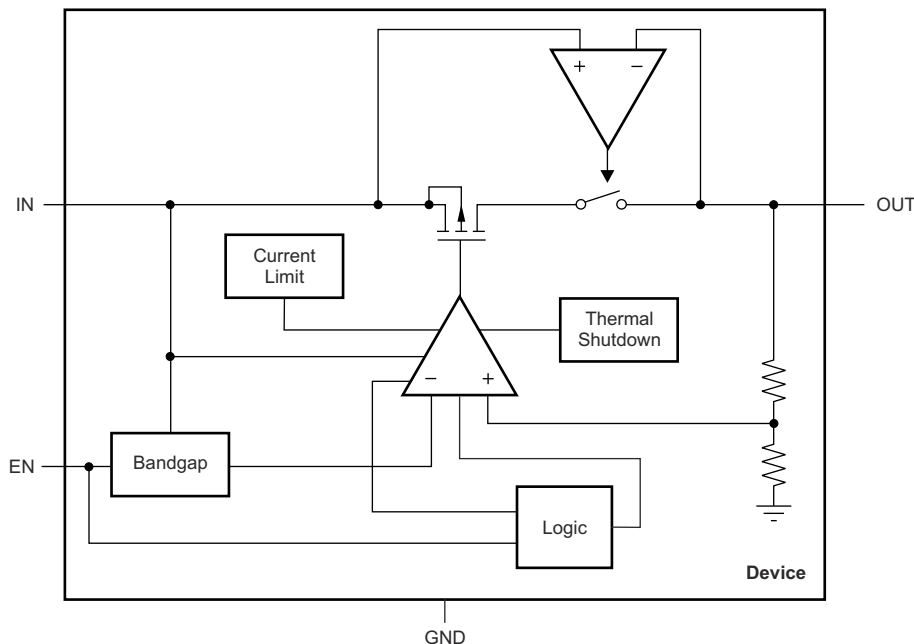 + −
IN
OUT
Current
Limit
Thermal
Shutdown
− +
EN
Bandgap
Logic
Device
GND